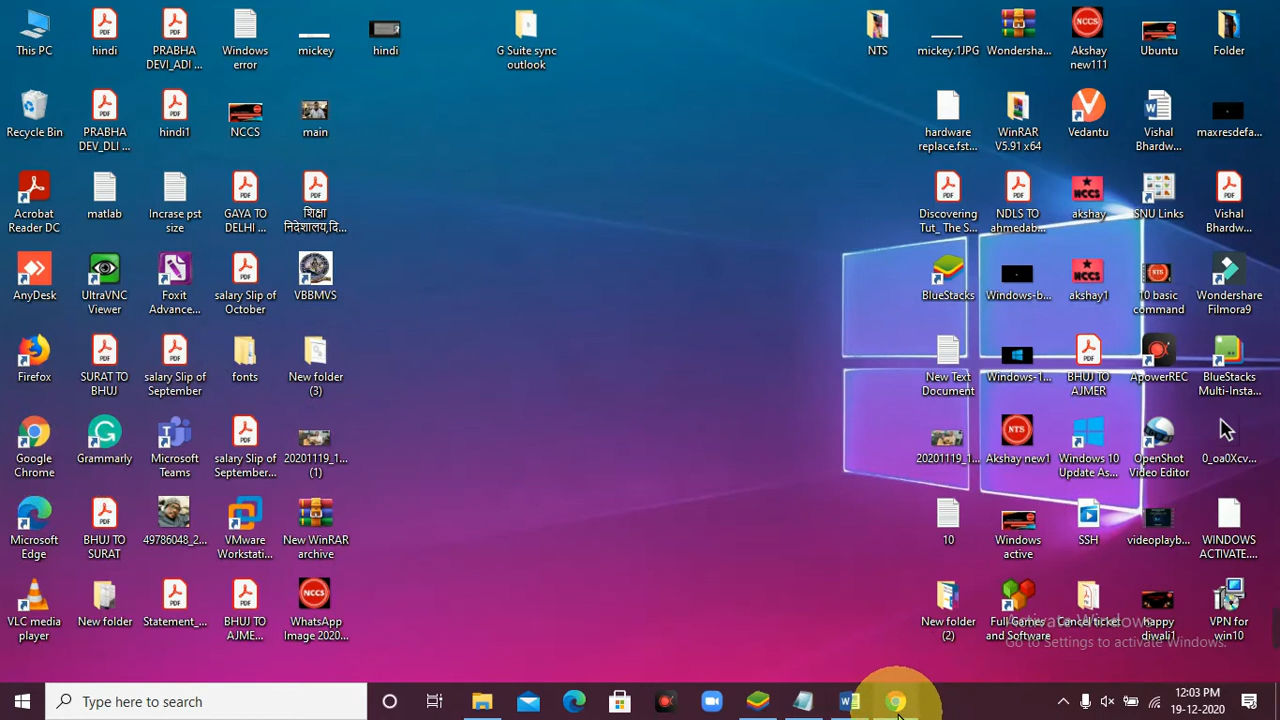 This PC
hindi
PRABHA
DEVI_ADI ...
Windows
error
mickey
hindi
G Suite sync
outlook
NTS
mickey.1JPG
Wondersha...
Akshay
new111
Ubuntu
Folder
Recycle Bin
PRABHA
DEV_DLI ...
hindi1
NCCS
main
hardware
replace.fst...
WinRAR
V5.91 x64
Vedantu
Vishal
Bhardw...
maxresdefa...
Acrobat
Reader DC
matlab
Incrase pst
size
GAYA TO
DELHI ...
शिक्षा
निदेशालय,दि...
Discovering
Tut_ The S...
NDLS TO
ahmedab...
akshay
SNU Links
Vishal
Bhardw...
AnyDesk
UltraVNC
Viewer
Foxit
Advance...
salary Slip of
October
VBBMVS
BlueStacks
Windows-b...
akshay1
10 basic
command
Wondershare
Filmora9
Firefox
SURAT TO
BHUJ
salary Slip of
September
fonts
New folder
(3)
New Text
Document
Windows-1...
BHUJ TO
AJMER
ApowerREC
BlueStacks
Multi-Insta...
Google
Chrome
Grammarly
Microsoft
Teams
salary Slip of
September...
20201119_1...
(1)
20201119_1...
Akshay new1
Windows 10
Update As...
OpenShot
Video Editor
0_oa0Xcv...
Microsoft
Edge
BHUJ TO
SURAT
49786048_2...
VMware
Workstati...
New WinRAR
archive
10
Windows
active
SSH
videoplayb...
WINDOWS
ACTIVATE....
VLC media
player
New folder
Statement_...
BHUJ TO
AJME...
WhatsApp
Image 2020...
New folder
(2)
Full Games
and Software
Cancel ticket
happy
diwali1
VPN for
win10
Activate Windows
Go to Settings to activate Windows.
Type here to search
12:03 PM
19-12-2020